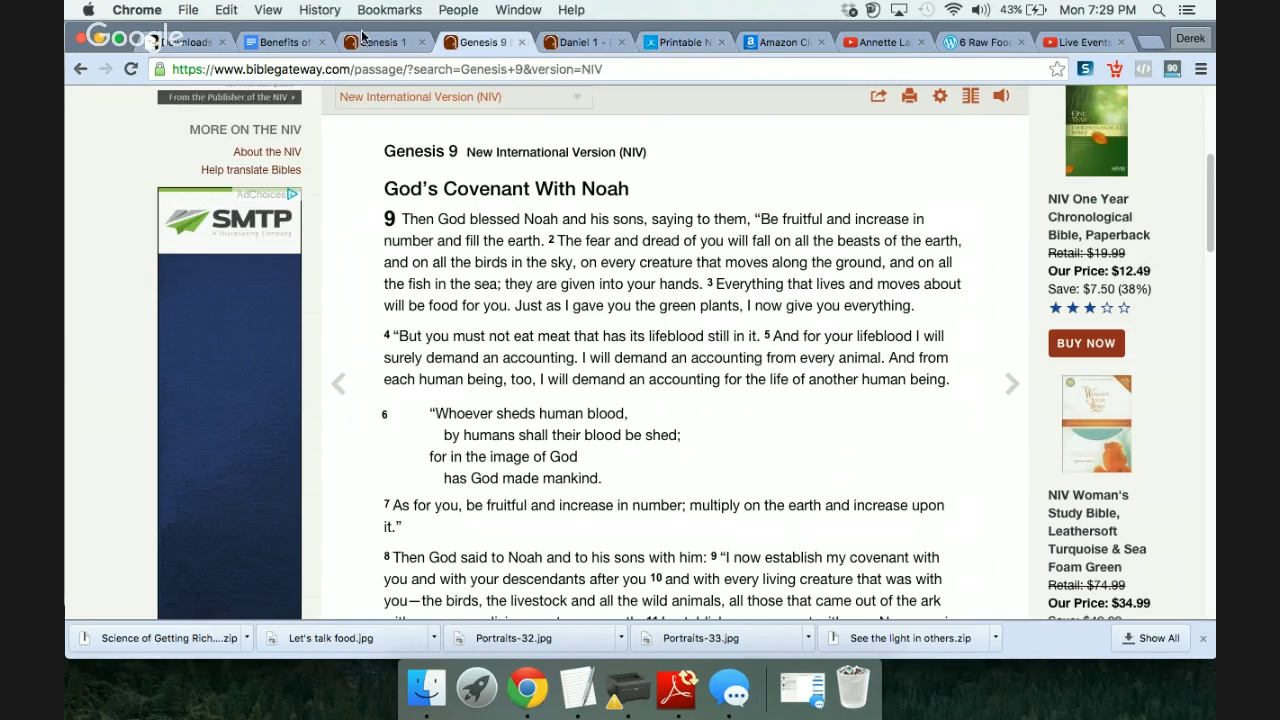 Chrome File Edit View History Bookmarks People Window Help 43% Mon 7:29 PM
Google
Downloads Benefits of Genesis 1 Genesis 9 Daniel 1 - Printable N Amazon Cl Annette La 6 Raw Foo Live Events Derek
https://www.biblegateway.com/passage/?search=Genesis+9&version=NIV 90
From the Publisher of the NIV
New International Version (NIV)
MORE ON THE NIV
About the NIV
Help translate Bibles
AdChoices
SMTP
A SharpSpring Company
Genesis 9 New International Version (NIV)
God’s Covenant With Noah
9 Then God blessed Noah and his sons, saying to them, “Be fruitful and increase in
number and fill the earth. 2 The fear and dread of you will fall on all the beasts of the earth,
and on all the birds in the sky, on every creature that moves along the ground, and on all
the fish in the sea; they are given into your hands. 3 Everything that lives and moves about
will be food for you. Just as I gave you the green plants, I now give you everything.
4 “But you must not eat meat that has its lifeblood still in it. 5 And for your lifeblood I will
surely demand an accounting. I will demand an accounting from every animal. And from
each human being, too, I will demand an accounting for the life of another human being.
6 “Whoever sheds human blood,
by humans shall their blood be shed;
for in the image of God
has God made mankind.
7 As for you, be fruitful and increase in number; multiply on the earth and increase upon
it.”
8 Then God said to Noah and to his sons with him: 9 “I now establish my covenant with
you and with your descendants after you 10 and with every living creature that was with
you—the birds, the livestock and all the wild animals, all those that came out of the ark
ONE YEAR
CHRONOLOGICAL
BIBLE
NIV One Year
Chronological
Bible, Paperback
Retail: $19.99
Our Price: $12.49
Save: $7.50 (38%)
BUY NOW
NIV Woman's
Study Bible,
Leathersoft
Turquoise & Sea
Foam Green
Retail: $74.99
Our Price: $34.99
Science of Getting Rich....zip Let's talk food.jpg Portraits-32.jpg Portraits-33.jpg See the light in others.zip Show All